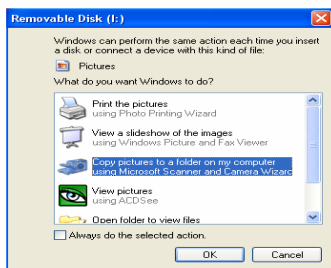 Removable Disk (I:)
Windows can perform the same action each time you insert
a disk or connect a device with this kind of file:
Pictures
What do you want Windows to do?
Print the pictures
using Photo Printing Wizard
View a slideshow of the images
using Windows Picture and Fax Viewer
Copy pictures to a folder on my computer
using Microsoft Scanner and Camera Wizard
View pictures
using ACDSee
Open folder to view files
Always do the selected action.
OK
Cancel